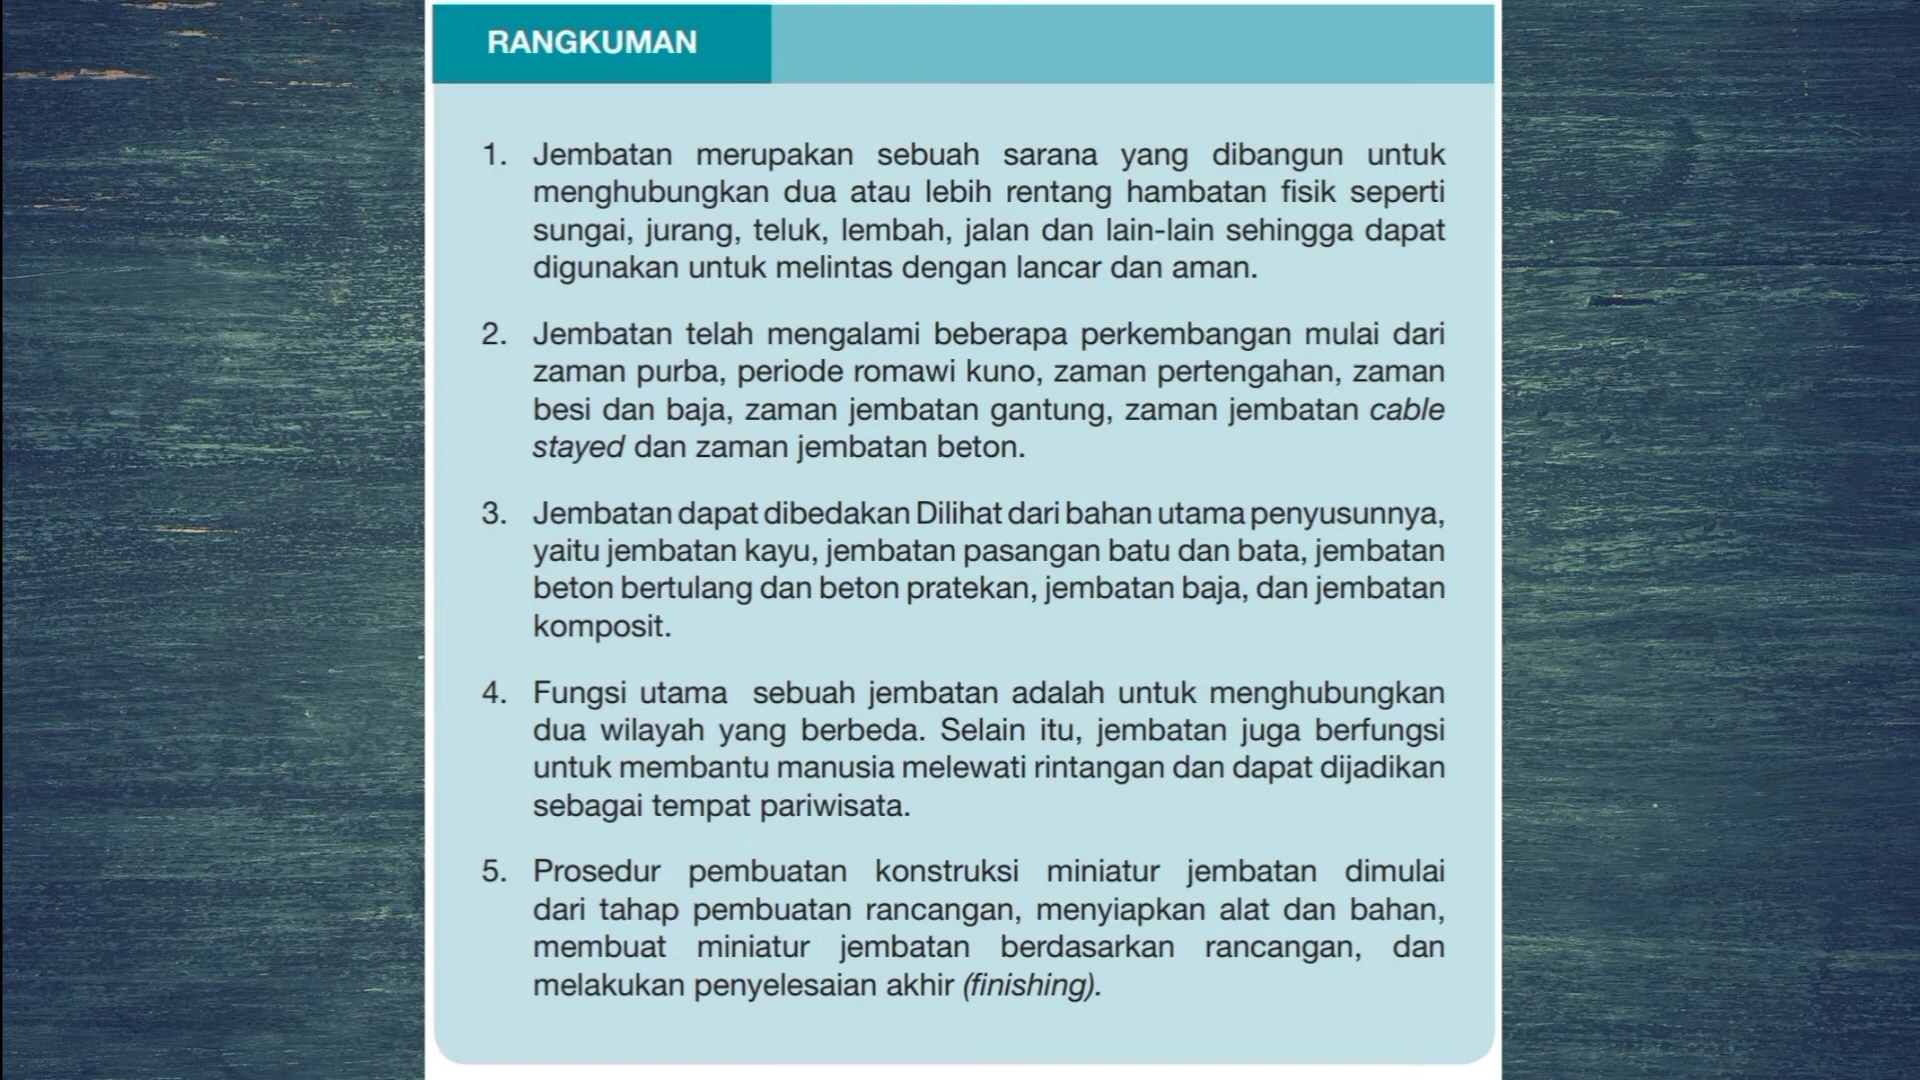 RANGKUMAN
1. Jembatan merupakan sebuah sarana yang dibangun untuk
menghubungkan dua atau lebih rentang hambatan fisik seperti
sungai, jurang, teluk, lembah, jalan dan lain-lain sehingga dapat
digunakan untuk melintas dengan lancar dan aman.
2. Jembatan telah mengalami beberapa perkembangan mulai dari
zaman purba, periode romawi kuno, zaman pertengahan, zaman
besi dan baja, zaman jembatan gantung, zaman jembatan cable
stayed dan zaman jembatan beton.
3. Jembatan dapat dibedakan Dilihat dari bahan utama penyusunnya,
yaitu jembatan kayu, jembatan pasangan batu dan bata, jembatan
beton bertulang dan beton pratekan, jembatan baja, dan jembatan
komposit.
4. Fungsi utama sebuah jembatan adalah untuk menghubungkan
dua wilayah yang berbeda. Selain itu, jembatan juga berfungsi
untuk membantu manusia melewati rintangan dan dapat dijadikan
sebagai tempat pariwisata.
5. Prosedur pembuatan konstruksi miniatur jembatan dimulai
dari tahap pembuatan rancangan, menyiapkan alat dan bahan,
membuat miniatur jembatan berdasarkan rancangan, dan
melakukan penyelesaian akhir (finishing).